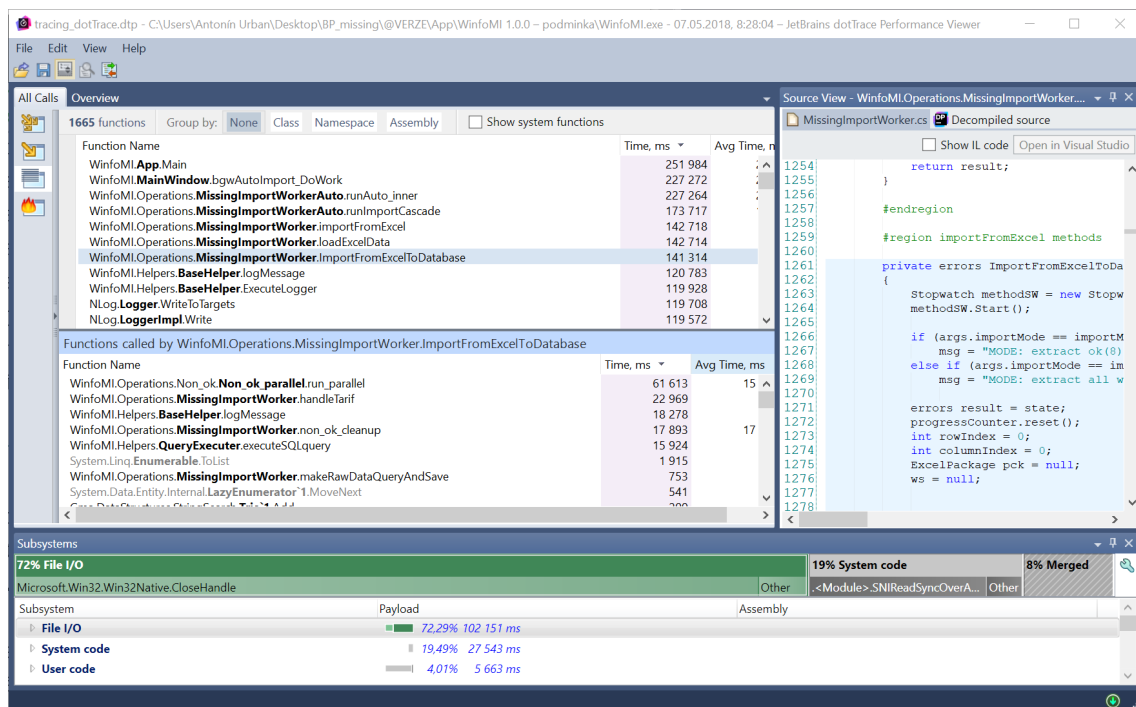 tracing_dotTrace.dtp - C:\Users\Antonín Urban\Desktop\BP_missing\@VERZE\App\WinfoMI 1.0.0 – podminka\WinfoMI.exe - 07.05.2018, 8:28:04 – JetBrains dotTrace Performance Viewer
File Edit View Help
All Calls Overview
1665 functions Group by: None Class Namespace Assembly Show system functions
Function Name Time, ms Avg Time,
WinfoMI.App.Main 251 984
WinfoMI.MainWindow.bgwAutoImport_DoWork 227 272
WinfoMI.Operations.MissingImportWorkerAuto.runAuto_inner 227 264
WinfoMI.Operations.MissingImportWorkerAuto.runImportCascade 173 717
WinfoMI.Operations.MissingImportWorker.importFromExcel 142 718
WinfoMI.Operations.MissingImportWorker.loadExcelData 142 714
WinfoMI.Operations.MissingImportWorker.ImportFromExcelToDatabase 141 314
WinfoMI.Helpers.BaseHelper.logMessage 120 783
WinfoMI.Helpers.BaseHelper.ExecuteLogger 119 928
NLog.Logger.WriteToTargets 119 708
NLog.LoggerImpl.Write 119 572
Functions called by WinfoMI.Operations.MissingImportWorker.ImportFromExcelToDatabase
Function Name Time, ms Avg Time, ms
WinfoMI.Operations.Non_ok.Non_ok_parallel.run_parallel 61 613 15
WinfoMI.Operations.MissingImportWorker.handleTarif 22 969
WinfoMI.Helpers.BaseHelper.logMessage 18 278
WinfoMI.Operations.MissingImportWorker.non_ok_cleanup 17 893 17
WinfoMI.Helpers.QueryExecuter.executeSQLquery 15 924
System.Linq.Enumerable.ToList 1 915
WinfoMI.Operations.MissingImportWorker.makeRawDataQueryAndSave 753
System.Data.Entity.Internal.LazyEnumerator`1.MoveNext 541
Source View - WinfoMI.Operations.MissingImportWorker....
MissingImportWorker.cs Decompiled source
Show IL code Open in Visual Studio
1254 return result;
1255 }
1256
1257 #endregion
1258
1259 #region importFromExcel methods
1260
1261 private errors ImportFromExcelToDa
1262 {
1263 Stopwatch methodSW = new Stopw
1264 methodSW.Start();
1265
1266 if (args.importMode == importM
1267 msg = "MODE: extract ok(8)
1268 else if (args.importMode == im
1269 msg = "MODE: extract all w
1270
1271 errors result = state;
1272 progressCounter.reset();
1273 int rowIndex = 0;
1274 int columnIndex = 0;
1275 ExcelPackage pck = null;
1276 ws = null;
1277
1278
Subsystems
72% File I/O 19% System code 8% Merged
Microsoft.Win32.Win32Native.CloseHandle Other .<Module>.SNIReadSyncOverA... Other
Subsystem Payload Assembly
File I/O 72,29% 102 151 ms
System code 19,49% 27 543 ms
User code 4,01% 5 663 ms